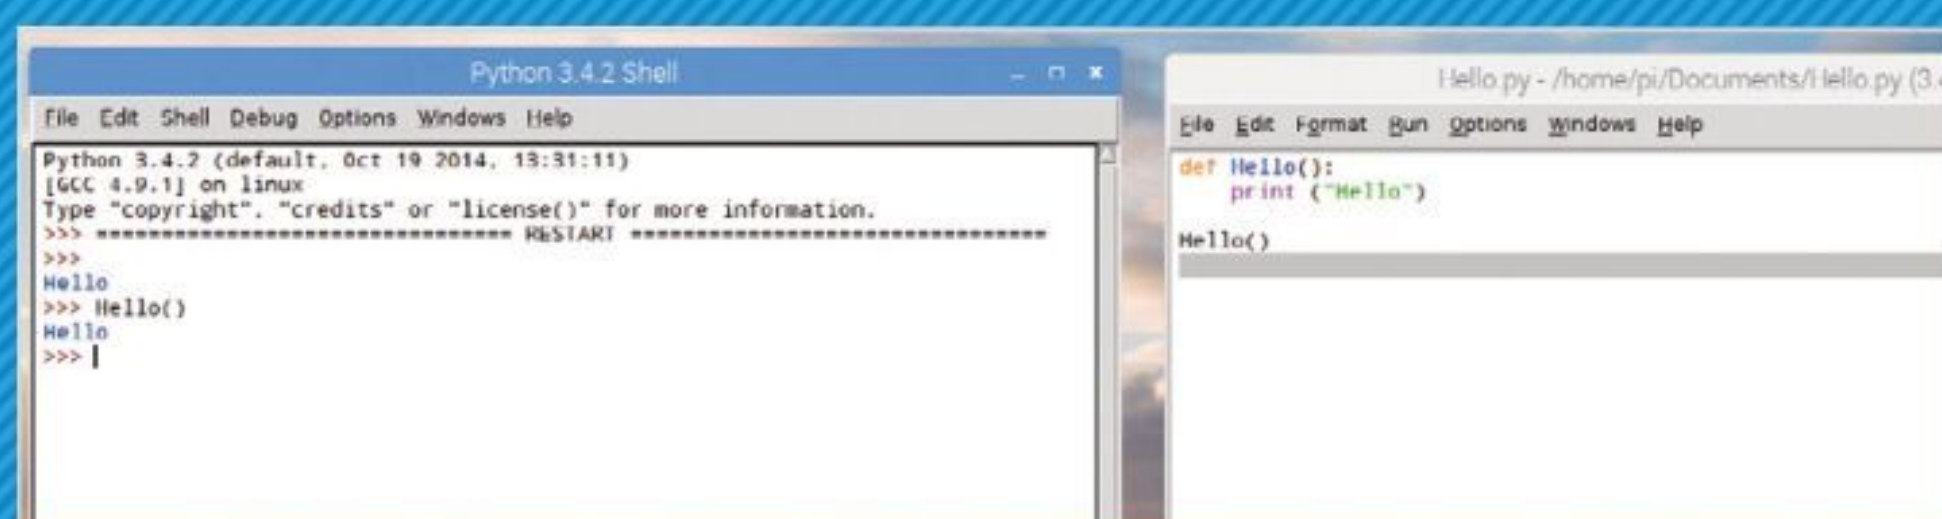 Python 3.4.2 Shell
File Edit Shell Debug Options Windows Help
Python 3.4.2 (default, Oct 19 2014, 13:31:11)
[GCC 4.9.1] on linux
Type "copyright", "credits" or "license()" for more information.
>>> ================================ RESTART ================================
>>>
Hello
>>> Hello()
Hello
>>>
Hello.py - /home/pi/Documents/Hello.py (3.4
File Edit Format Run Options Windows Help
def Hello():
    print ("Hello")
Hello()